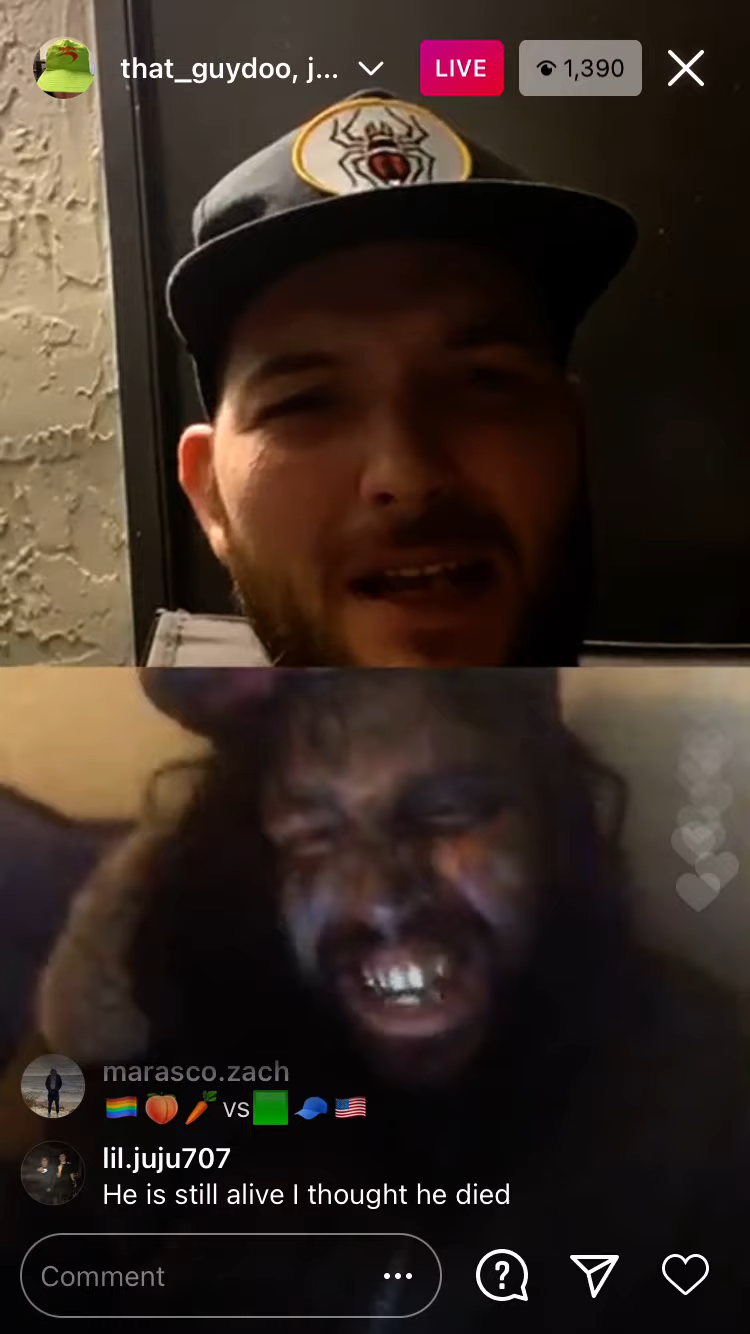 that_guydoo, j...
LIVE
1,390
marasco.zach
🏳️‍🌈 🍑 🥕 vs 🟩 🧢 🇺🇸
lil.juju707
He is still alive I thought he died
Comment